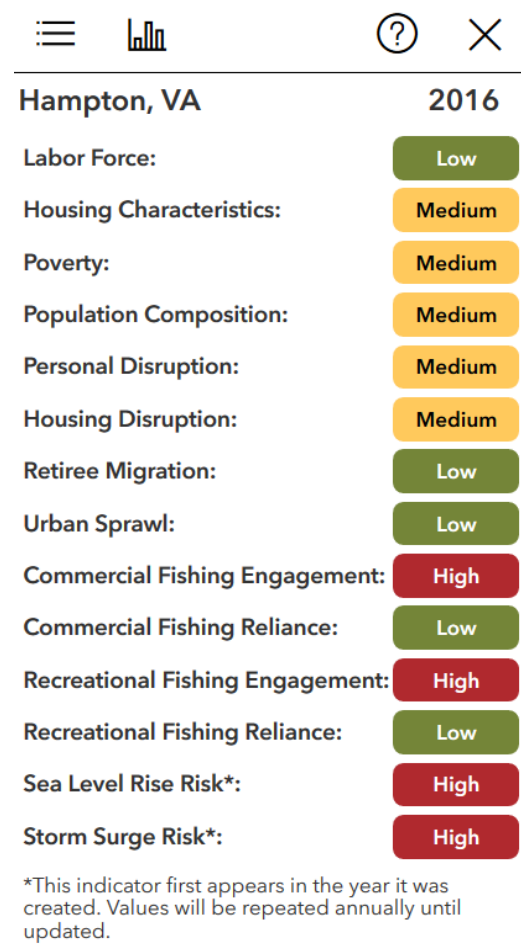 ?
Hampton, VA 2016
Labor Force: Low
Housing Characteristics: Medium
Poverty: Medium
Population Composition: Medium
Personal Disruption: Medium
Housing Disruption: Medium
Retiree Migration: Low
Urban Sprawl: Low
Commercial Fishing Engagement: High
Commercial Fishing Reliance: Low
Recreational Fishing Engagement: High
Recreational Fishing Reliance: Low
Sea Level Rise Risk*: High
Storm Surge Risk*: High
*This indicator first appears in the year it was
created. Values will be repeated annually until
updated.